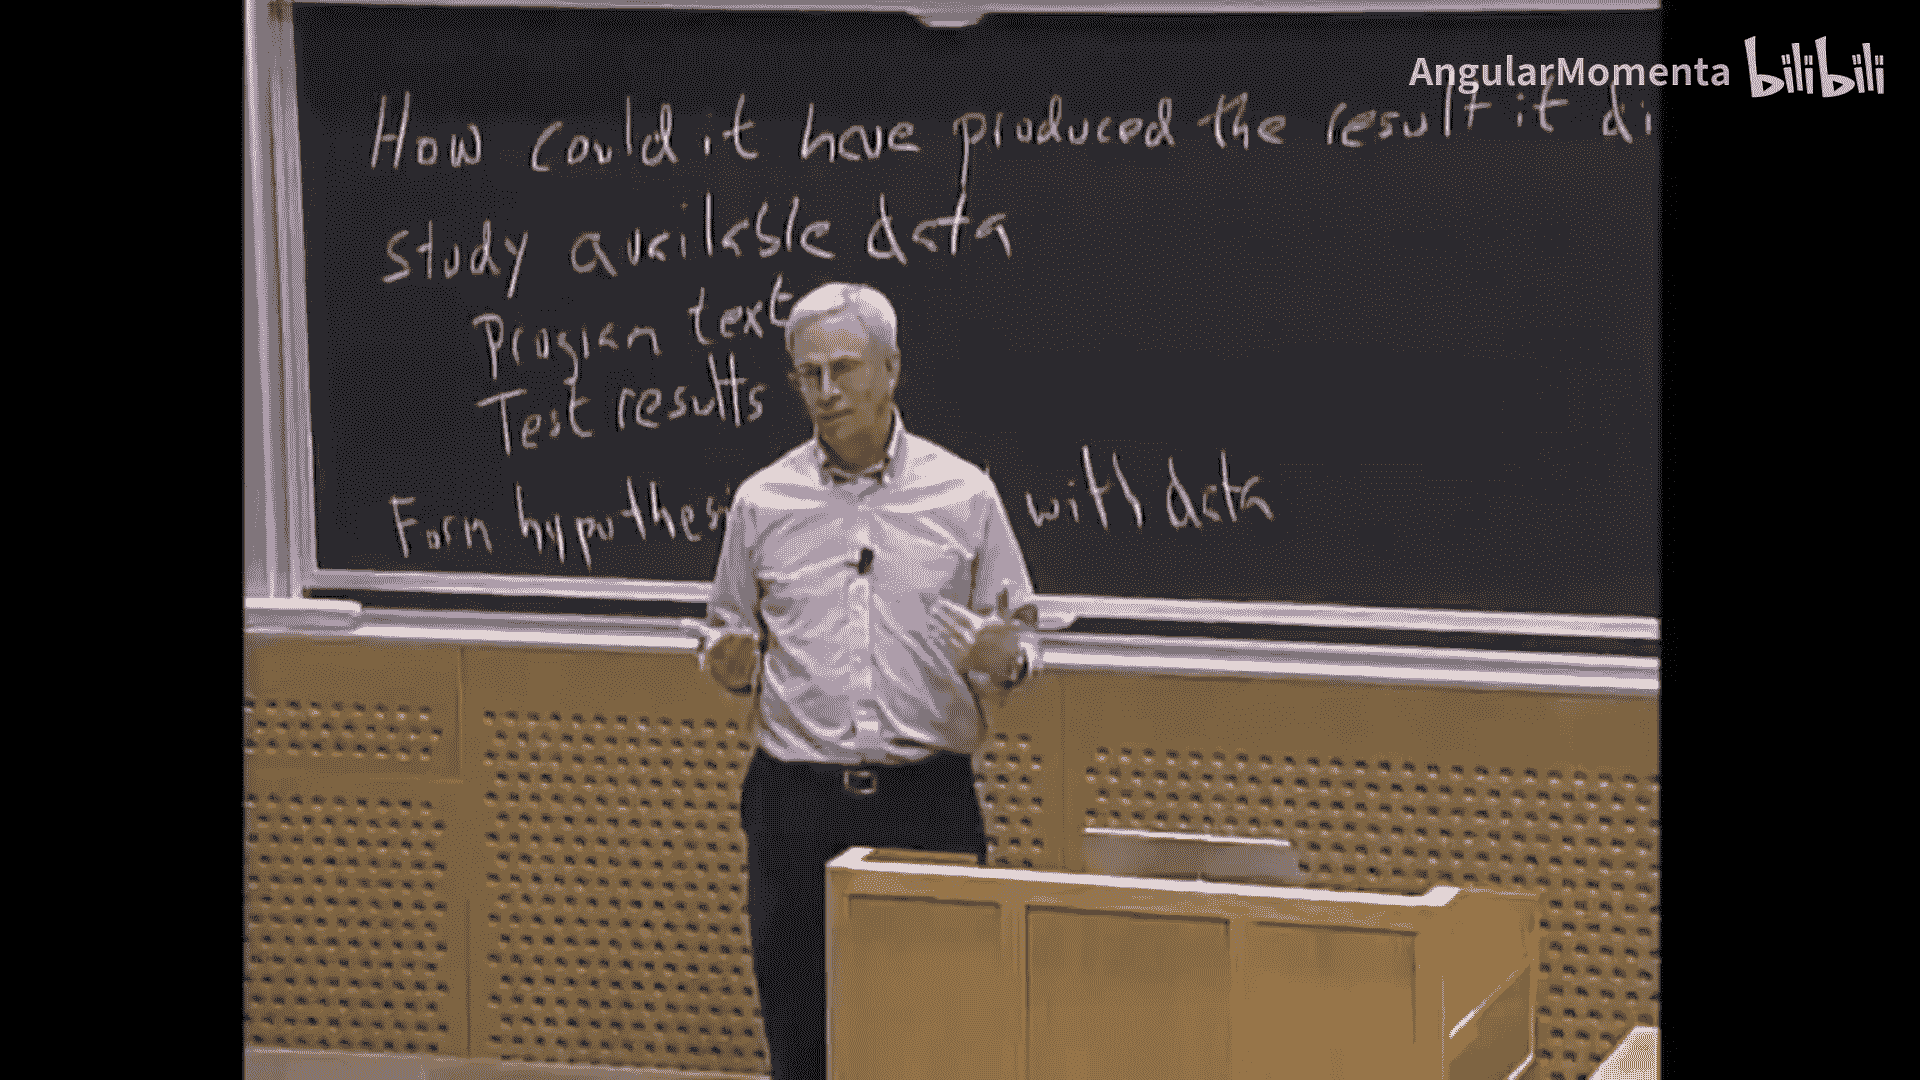 AngularMomenta bilibili
How could it have produced the result it di
study available data
Program text
Test results
Form hypothesi with data